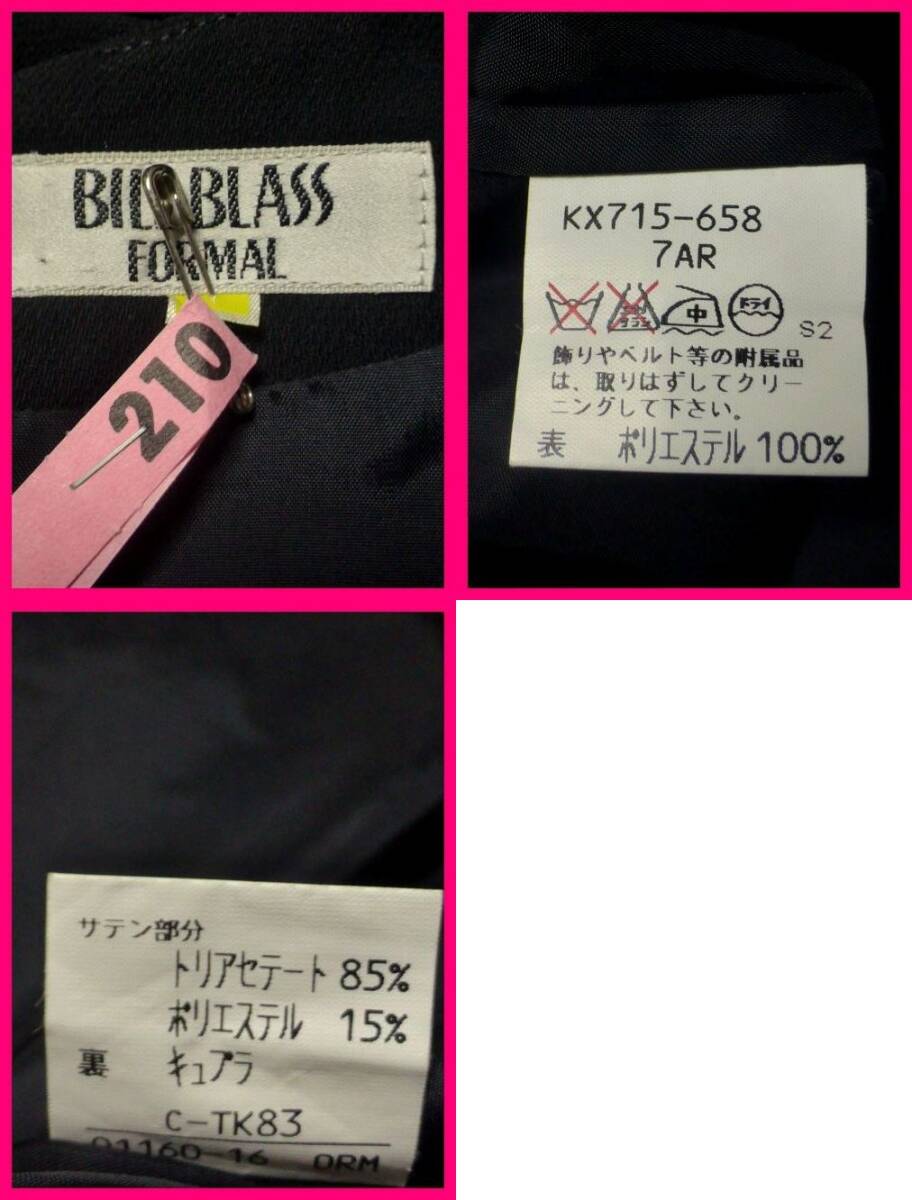 BILL BLASS
FORMAL
210
KX715-658
7AR
中 ドライ S2
飾りやベルト等の附属品
は、取りはずしてクリー
ニングして下さい。
表 ポリエステル 100%
サテン部分
トリアセテート 85%
ポリエステル 15%
裏 キュプラ
C-TK83
01160-16 ORM